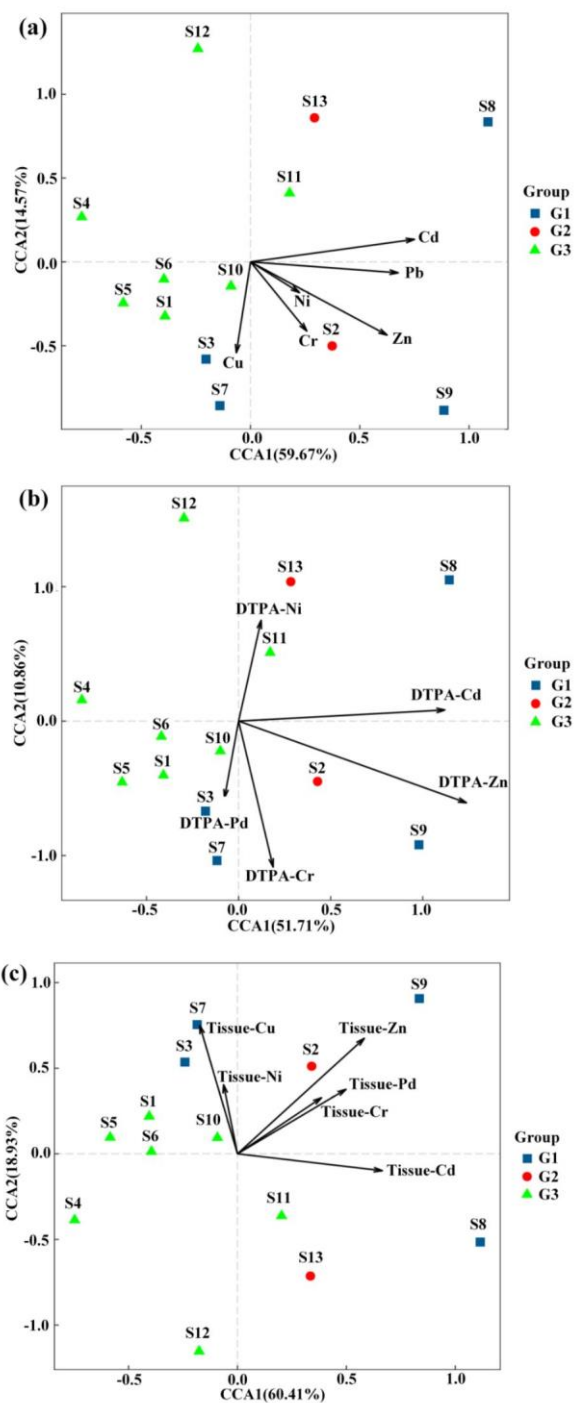 (a)
S12
S13
S8
1.0
S11
0.5
S4
Group
G1
G2
G3
CCA2(14.57%)
Cd
0.0
S6
S10
Pb
S5
S1
Ni
Cr
S2
Zn
-0.5
S3
Cu
S7
S9
-0.5
0.0
0.5
1.0
CCA1(59.67%)
(b)
S12
S13
S8
1.0
DTPA-Ni
S11
S4
DTPA-Cd
Group
G1
G2
G3
CCA2(10.86%)
0.0
S6
S10
S2
DTPA-Zn
S5
S1
S3
DTPA-Pd
S9
S7
-1.0
DTPA-Cr
-0.5
0.0
0.5
1.0
CCA1(51.71%)
(c)
S9
1.0
S7
Tissue-Cu
Tissue-Zn
S3
S2
0.5
Tissue-Ni
Tissue-Pd
S1
Tissue-Cr
S5
S10
S6
Group
G1
G2
G3
CCA2(18.93%)
0.0
Tissue-Cd
S11
S4
S8
-0.5
S13
S12
-1.0
-0.5
0.0
0.5
1.0
CCA1(60.41%)